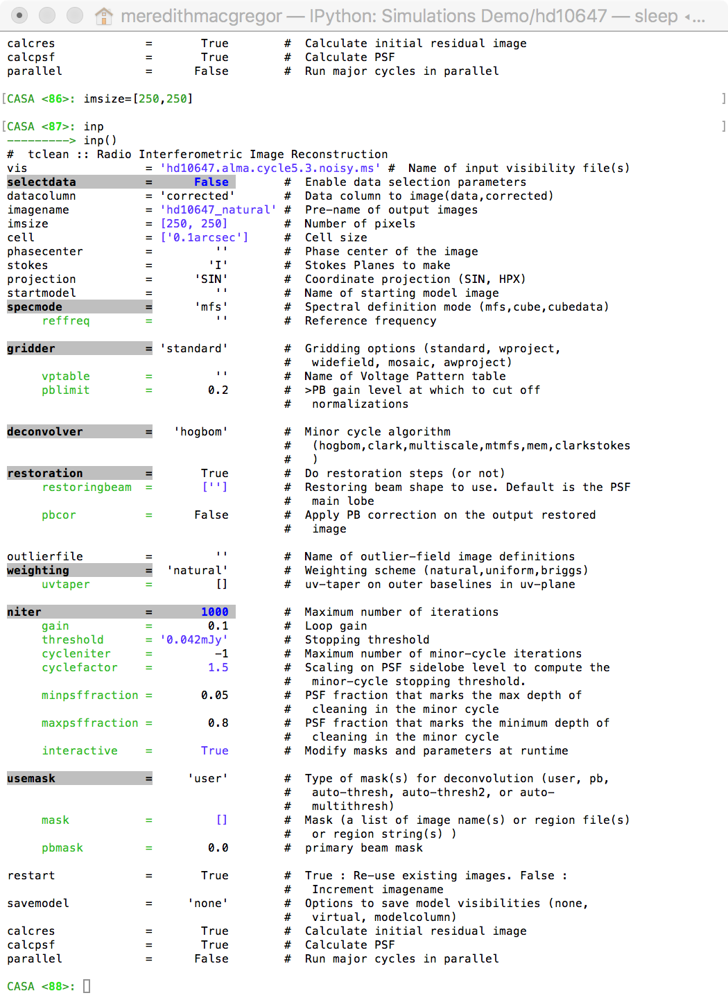 meredithmacgregor — IPython: Simulations Demo/hd10647 — sleep ◂...
calcres = True # Calculate initial residual image
calcpsf = True # Calculate PSF
parallel = False # Run major cycles in parallel
[CASA <86>: imsize=[250,250] ]
[CASA <87>: inp ]
---------> inp()
# tclean :: Radio Interferometric Image Reconstruction
vis = 'hd10647.alma.cycle5.3.noisy.ms' # Name of input visibility file(s)
selectdata = False # Enable data selection parameters
datacolumn = 'corrected' # Data column to image(data,corrected)
imagename = 'hd10647_natural' # Pre-name of output images
imsize = [250, 250] # Number of pixels
cell = ['0.1arcsec'] # Cell size
phasecenter = '' # Phase center of the image
stokes = 'I' # Stokes Planes to make
projection = 'SIN' # Coordinate projection (SIN, HPX)
startmodel = '' # Name of starting model image
specmode = 'mfs' # Spectral definition mode (mfs,cube,cubedata)
reffreq = '' # Reference frequency
gridder = 'standard' # Gridding options (standard, wproject,
# widefield, mosaic, awproject)
vptable = '' # Name of Voltage Pattern table
pblimit = 0.2 # >PB gain level at which to cut off
# normalizations
deconvolver = 'hogbom' # Minor cycle algorithm
# (hogbom,clark,multiscale,mtmfs,mem,clarkstokes
# )
restoration = True # Do restoration steps (or not)
restoringbeam = [''] # Restoring beam shape to use. Default is the PSF
# main lobe
pbcor = False # Apply PB correction on the output restored
# image
outlierfile = '' # Name of outlier-field image definitions
weighting = 'natural' # Weighting scheme (natural,uniform,briggs)
uvtaper = [] # uv-taper on outer baselines in uv-plane
niter = 1000 # Maximum number of iterations
gain = 0.1 # Loop gain
threshold = '0.042mJy' # Stopping threshold
cycleniter = -1 # Maximum number of minor-cycle iterations
cyclefactor = 1.5 # Scaling on PSF sidelobe level to compute the
# minor-cycle stopping threshold.
minpsffraction = 0.05 # PSF fraction that marks the max depth of
# cleaning in the minor cycle
maxpsffraction = 0.8 # PSF fraction that marks the minimum depth of
# cleaning in the minor cycle
interactive = True # Modify masks and parameters at runtime
usemask = 'user' # Type of mask(s) for deconvolution (user, pb,
# auto-thresh, auto-thresh2, or auto-
# multithresh)
mask = [] # Mask (a list of image name(s) or region file(s)
# or region string(s) )
pbmask = 0.0 # primary beam mask
restart = True # True : Re-use existing images. False :
# Increment imagename
savemodel = 'none' # Options to save model visibilities (none,
# virtual, modelcolumn)
calcres = True # Calculate initial residual image
calcpsf = True # Calculate PSF
parallel = False # Run major cycles in parallel
CASA <88>: